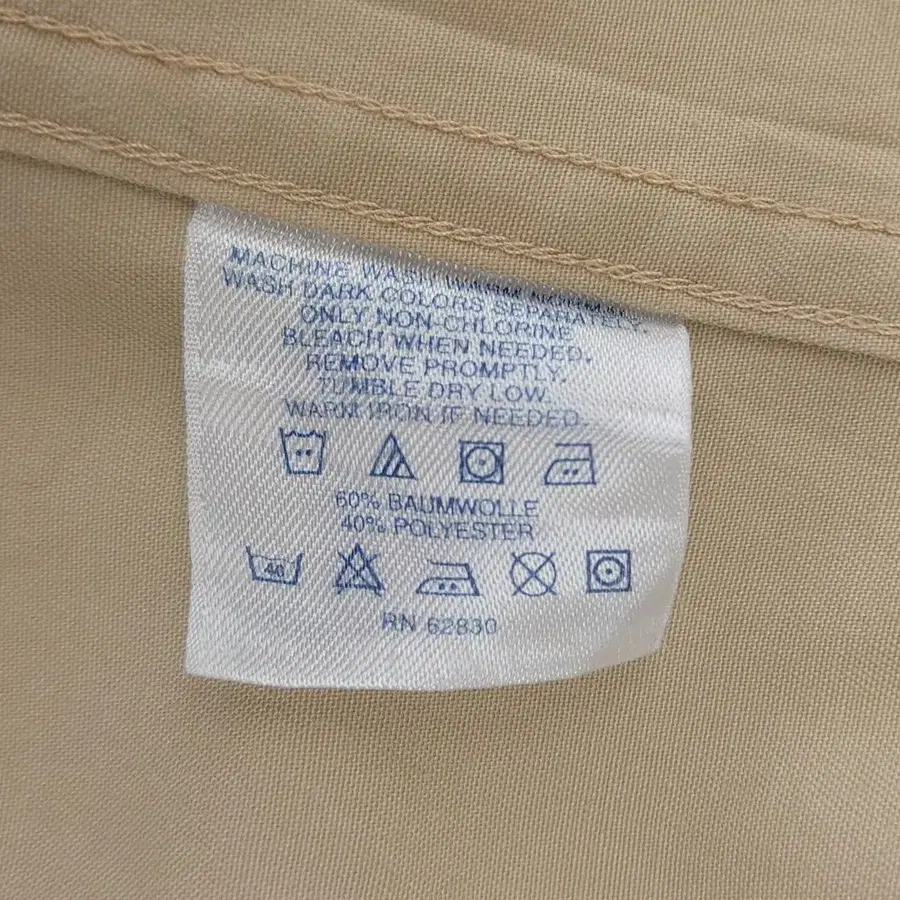 MACHINE WASH WARM
WASH DARK COLORS SEPARATELY.
ONLY NON-CHLORINE
BLEACH WHEN NEEDED.
REMOVE PROMPTLY.
TUMBLE DRY LOW.
WARM IRON IF NEEDED.
60% BAUMWOLLE
40% POLYESTER
40
RN 62830